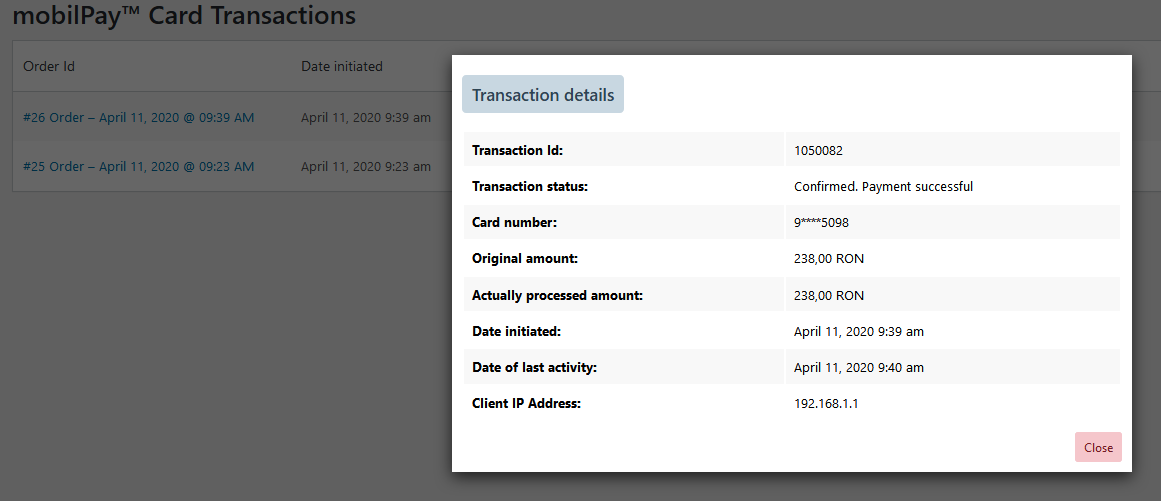 mobilPay™ Card Transactions
Order Id Date initiated
#26 Order – April 11, 2020 @ 09:39 AM April 11, 2020 9:39 am
#25 Order – April 11, 2020 @ 09:23 AM April 11, 2020 9:23 am
Transaction details
Transaction Id: 1050082
Transaction status: Confirmed. Payment successful
Card number: 9****5098
Original amount: 238,00 RON
Actually processed amount: 238,00 RON
Date initiated: April 11, 2020 9:39 am
Date of last activity: April 11, 2020 9:40 am
Client IP Address: 192.168.1.1
Close